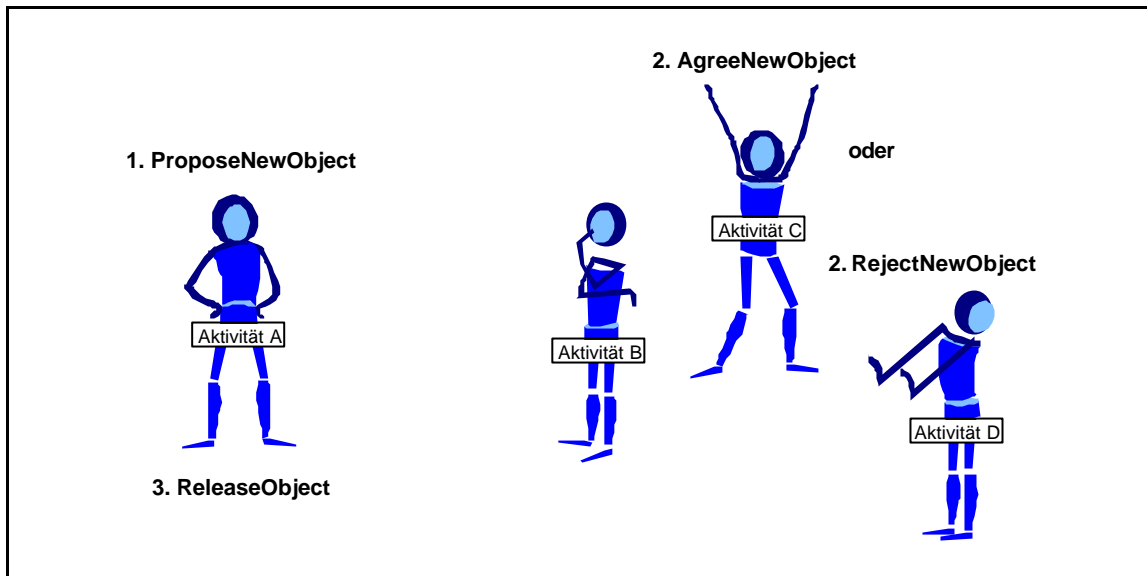 2. AgreeNewObject
1. ProposeNewObject
oder
Aktivität C
2. RejectNewObject
Aktivität A
Aktivität B
Aktivität D
3. ReleaseObject